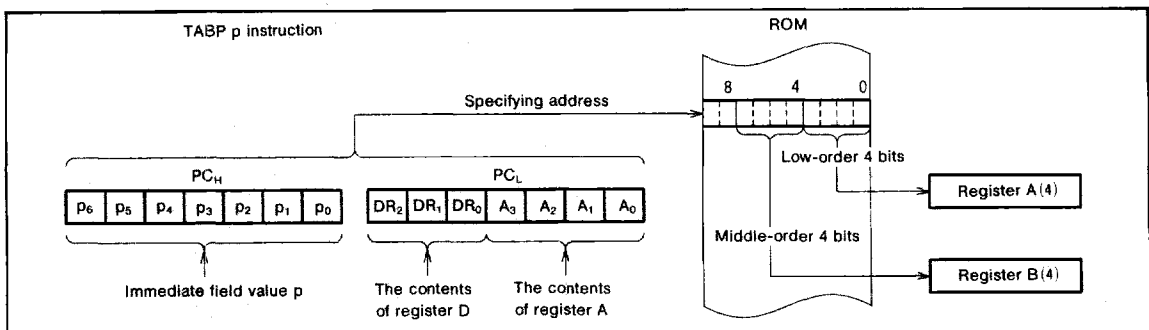 TABP p instruction
ROM
8 4 0
Specifying address
Low-order 4 bits
PCH
PCL
p6 p5 p4 p3 p2 p1 p0
DR2 DR1 DR0 A3 A2 A1 A0
Register A(4)
Middle-order 4 bits
Immediate field value p
The contents
of register D
The contents
of register A
Register B(4)